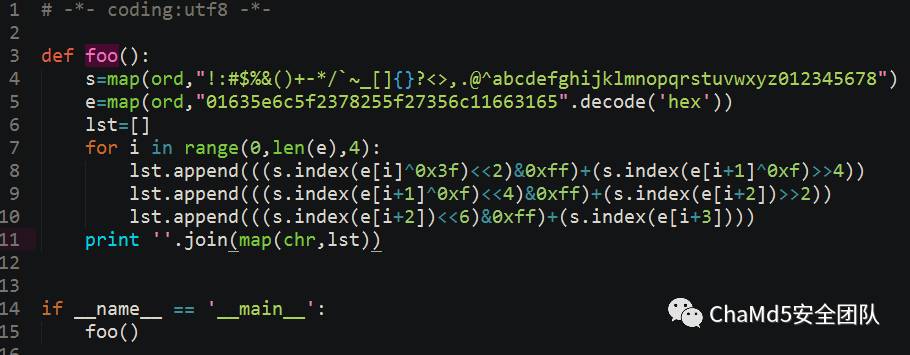 1 # -*- coding:utf8 -*-
2
3 def foo():
4     s=map(ord,"!:#$%&()+-*/`~_[]{}?<>,.@^abcdefghijklmnopqrstuvwxyz012345678")
5     e=map(ord,"01635e6c5f2378255f27356c11663165".decode('hex'))
6     lst=[]
7     for i in range(0,len(e),4):
8         lst.append(((s.index(e[i]^0x3f)<<2)&0xff)+(s.index(e[i+1]^0xf)>>4))
9         lst.append(((s.index(e[i+1]^0xf)<<4)&0xff)+(s.index(e[i+2])>>2))
10         lst.append(((s.index(e[i+2])<<6)&0xff)+(s.index(e[i+3])))
11     print ''.join(map(chr,lst))
12
13
14 if __name__ == '__main__':
15     foo()
ChaMd5安全团队